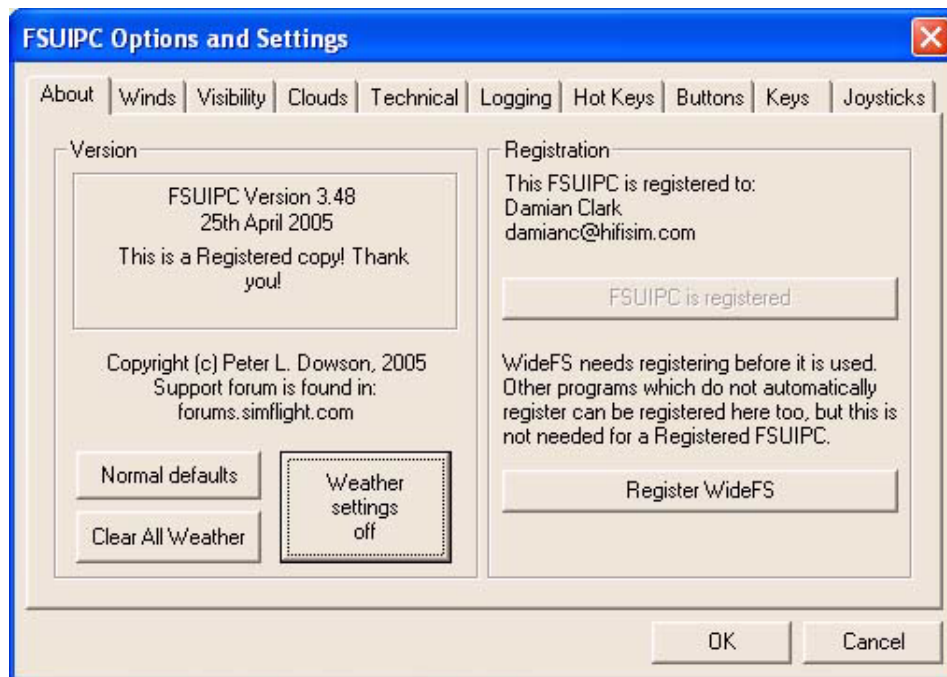 FSUIPC Options and Settings
About
Winds
Visibility
Clouds
Technical
Logging
Hot Keys
Buttons
Keys
Joysticks
Version
FSUIPC Version 3.48
25th April 2005
This is a Registered copy! Thank
you!
Copyright (c) Peter L. Dowson, 2005
Support forum is found in:
forums.simflight.com
Normal defaults
Clear All Weather
Weather
settings
off
Registration
This FSUIPC is registered to:
Damian Clark
damianc@hifisim.com
FSUIPC is registered
WideFS needs registering before it is used.
Other programs which do not automatically
register can be registered here too, but this is
not needed for a Registered FSUIPC.
Register WideFS
OK
Cancel